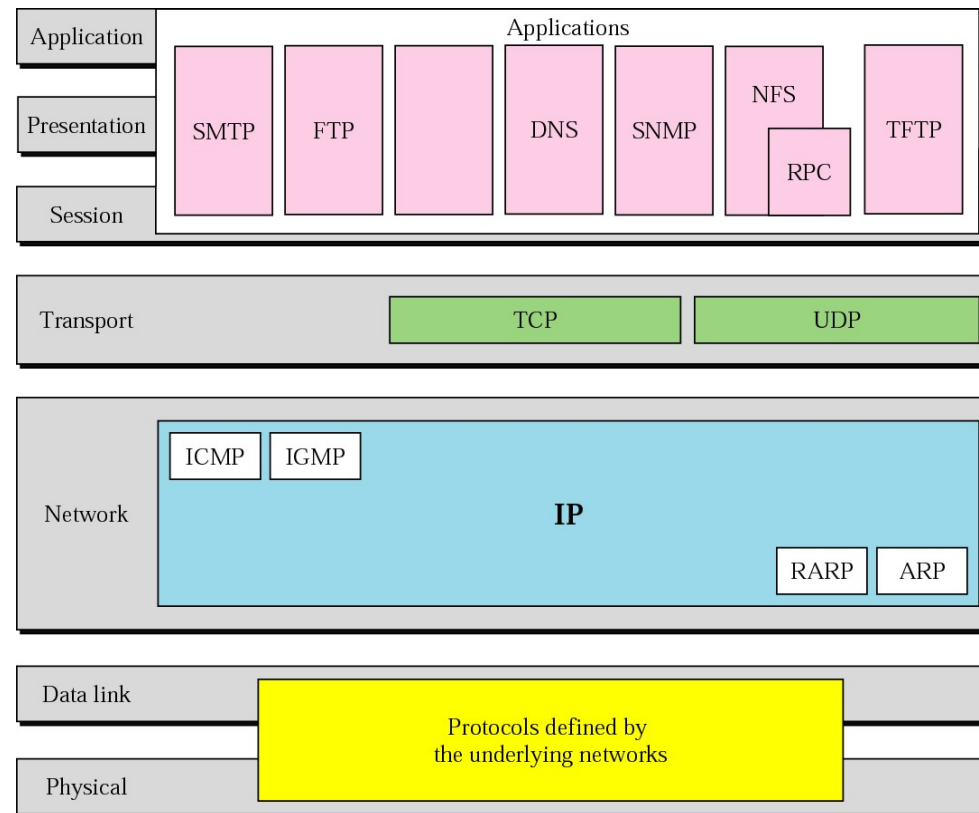 Application
Applications
Presentation
Session
SMTP
FTP
DNS
SNMP
NFS
RPC
TFTP
Transport
TCP
UDP
Network
ICMP
IGMP
IP
RARP
ARP
Data link
Physical
Protocols defined by
the underlying networks